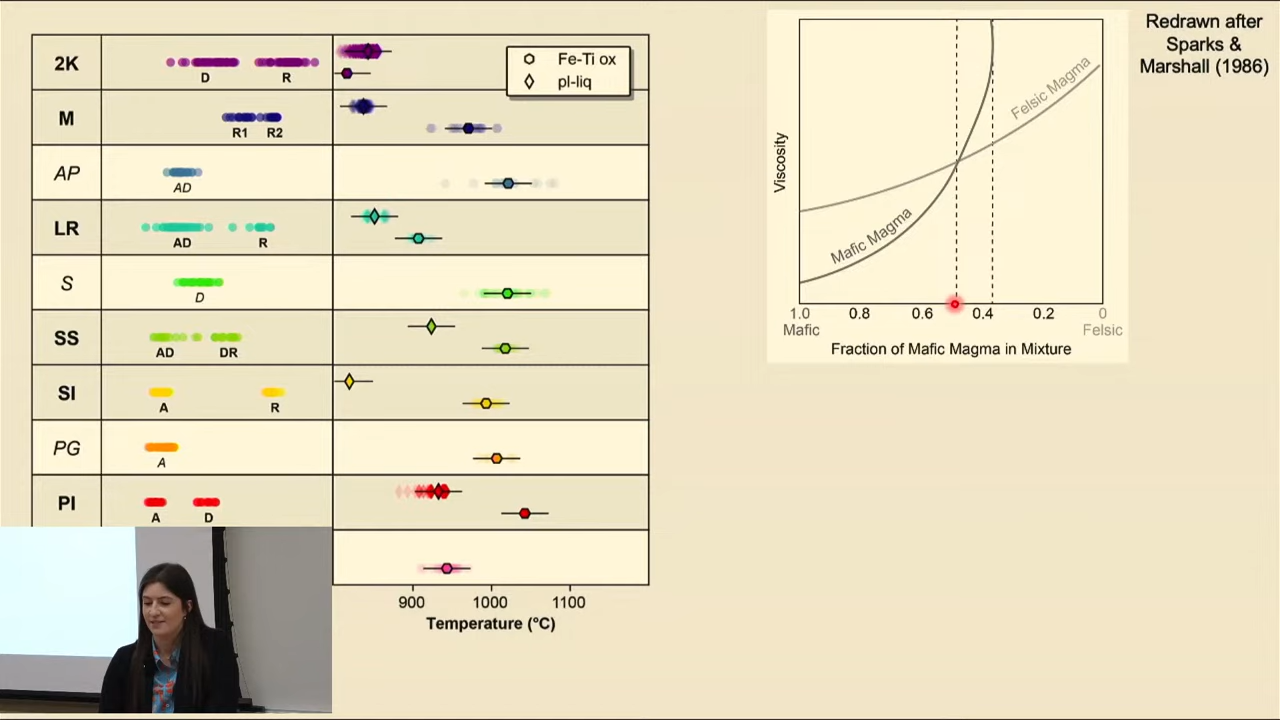 2K
D
R
Fe-Ti ox
pl-liq
M
R1
R2
AP
AD
LR
AD
R
S
D
SS
AD
DR
SI
A
R
PG
A
PI
A
D
900
1000
1100
Temperature (°C)
Redrawn after
Sparks &
Marshall (1986)
Viscosity
Felsic Magma
Mafic Magma
1.0
0.8
0.6
0.4
0.2
0
Mafic
Felsic
Fraction of Mafic Magma in Mixture